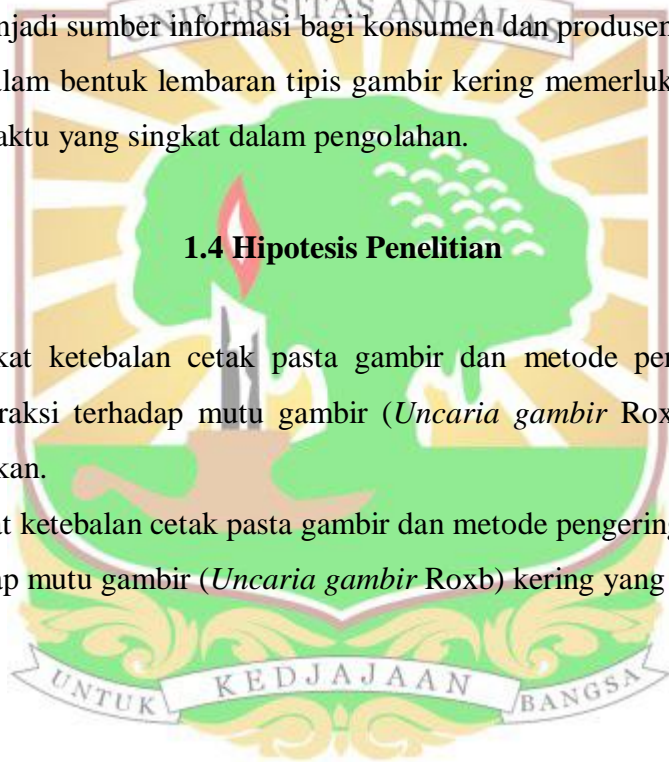 UNIVERSITAS ANDALAS
njadi sumber informasi bagi konsumen dan produsen
alam bentuk lembaran tipis gambir kering memerluk
aktu yang singkat dalam pengolahan.
1.4 Hipotesis Penelitian
kat ketebalan cetak pasta gambir dan metode per
raksi terhadap mutu gambir (Uncaria gambir Rox
kan.
at ketebalan cetak pasta gambir dan metode pengering
ap mutu gambir (Uncaria gambir Roxb) kering yang
UNTUK KEDJAJAAN BANGSA